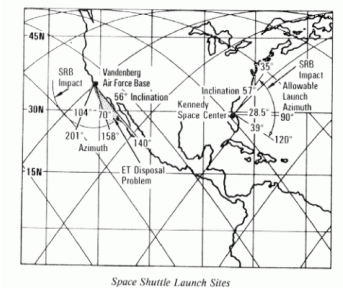 45N
SRB
Impact
Vandenberg
Air Force Base
56° Inclination
104°
70°
201°
158°
140°
Azimuth
30N
15N
ET Disposal
Problem
35°
SRB
Impact
Inclination 57°
Allowable
Launch
Azimuth
Kennedy
Space Center
28.5°
90°
39°
120°
Space Shuttle Launch Sites